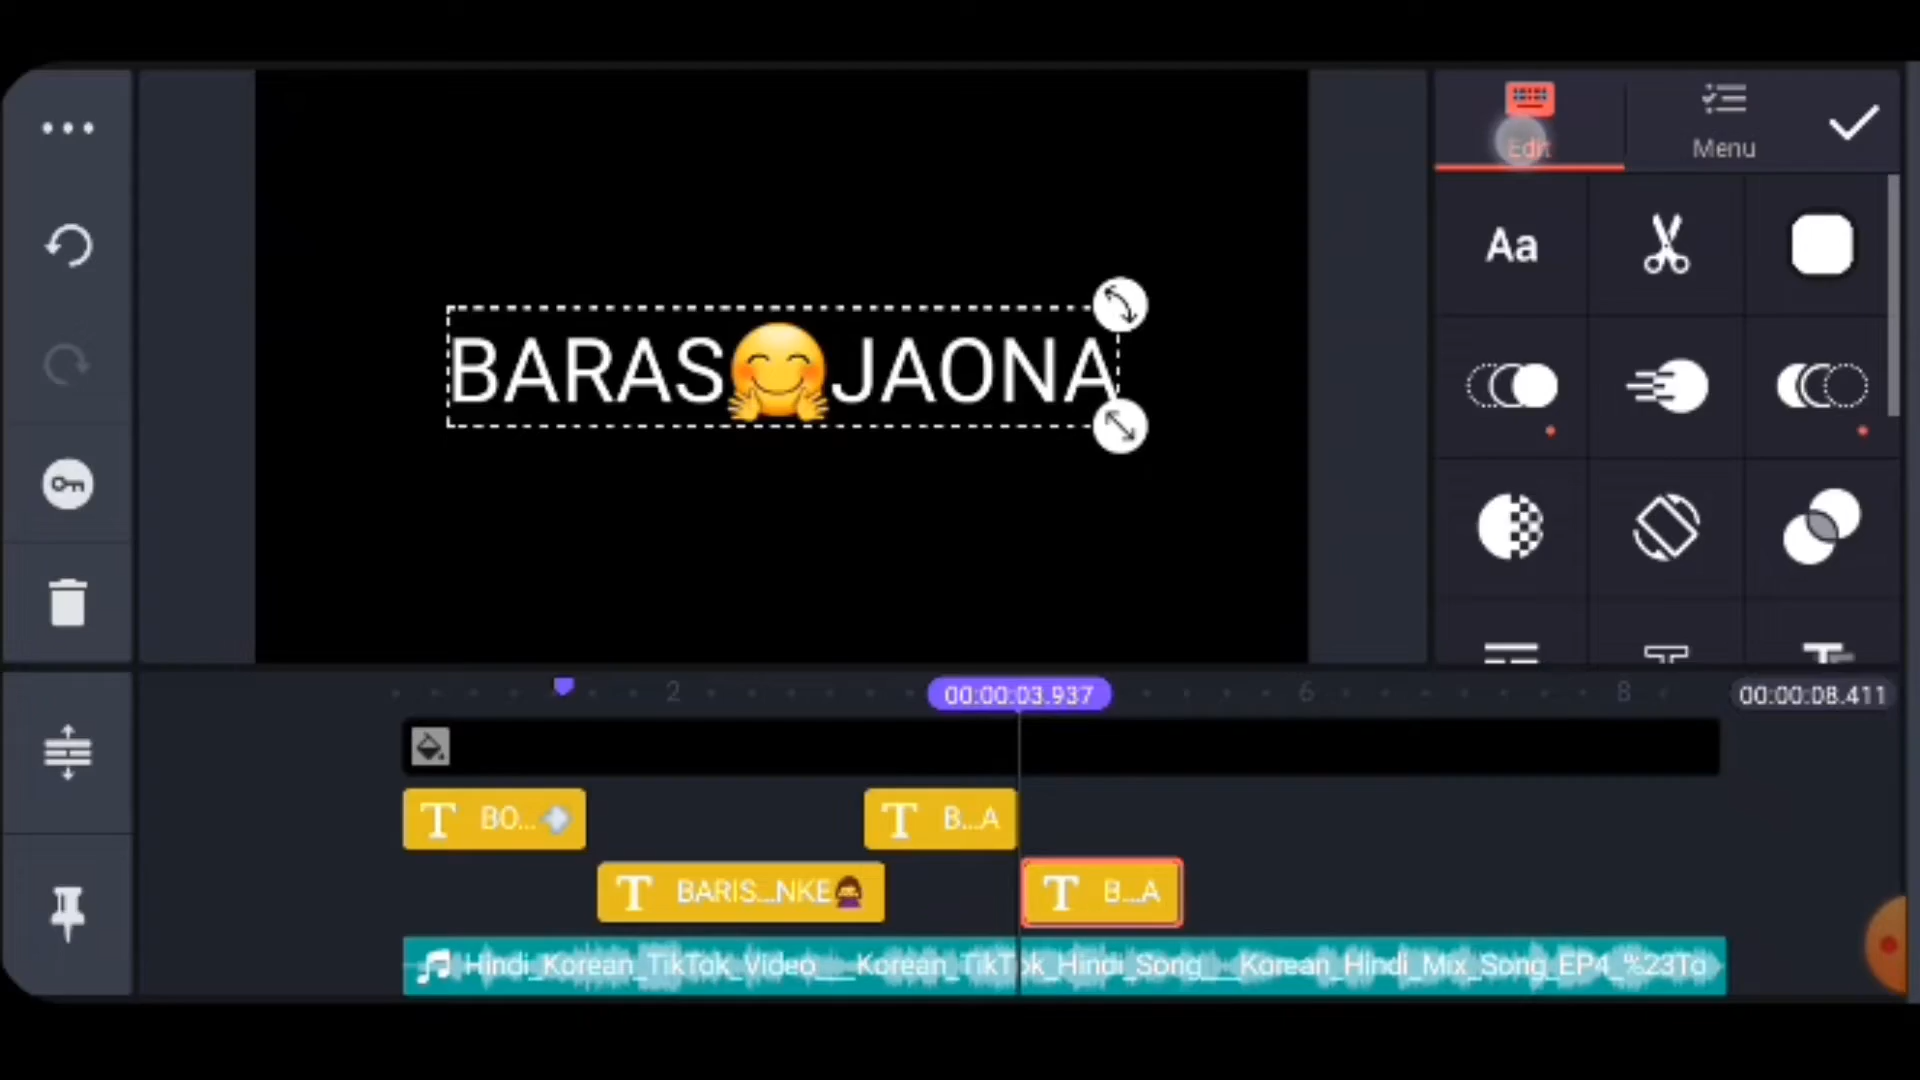 Edit
Menu
Aa
BARAS🤗JAONA
2
00:00:03.937
6
8
00:00:08.411
T BO...
T B...A
T BARIS...NKE🙇
T B...A
Hindi_Korean_TikTok_Video__Korean_TikTok_Hindi_Song__Korean_Hindi_Mix_Song_EP4_%23To